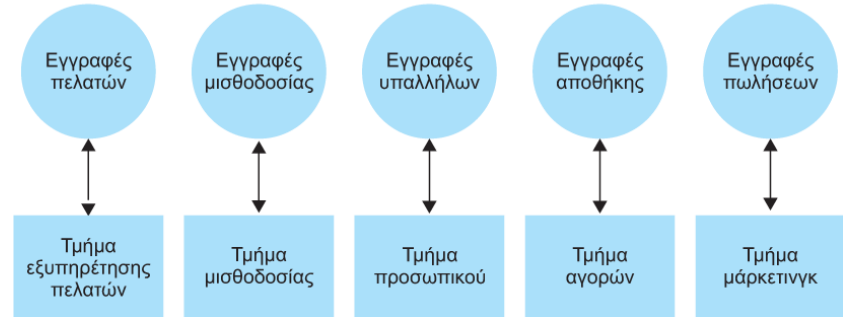 Εγγραφές
πελατών
Εγγραφές
μισθοδοσίας
Εγγραφές
υπαλλήλων
Εγγραφές
αποθήκης
Εγγραφές
πωλήσεων
Τμήμα
εξυπηρέτησης
πελατών
Τμήμα
μισθοδοσίας
Τμήμα
προσωπικού
Τμήμα
αγορών
Τμήμα
μάρκετινγκ